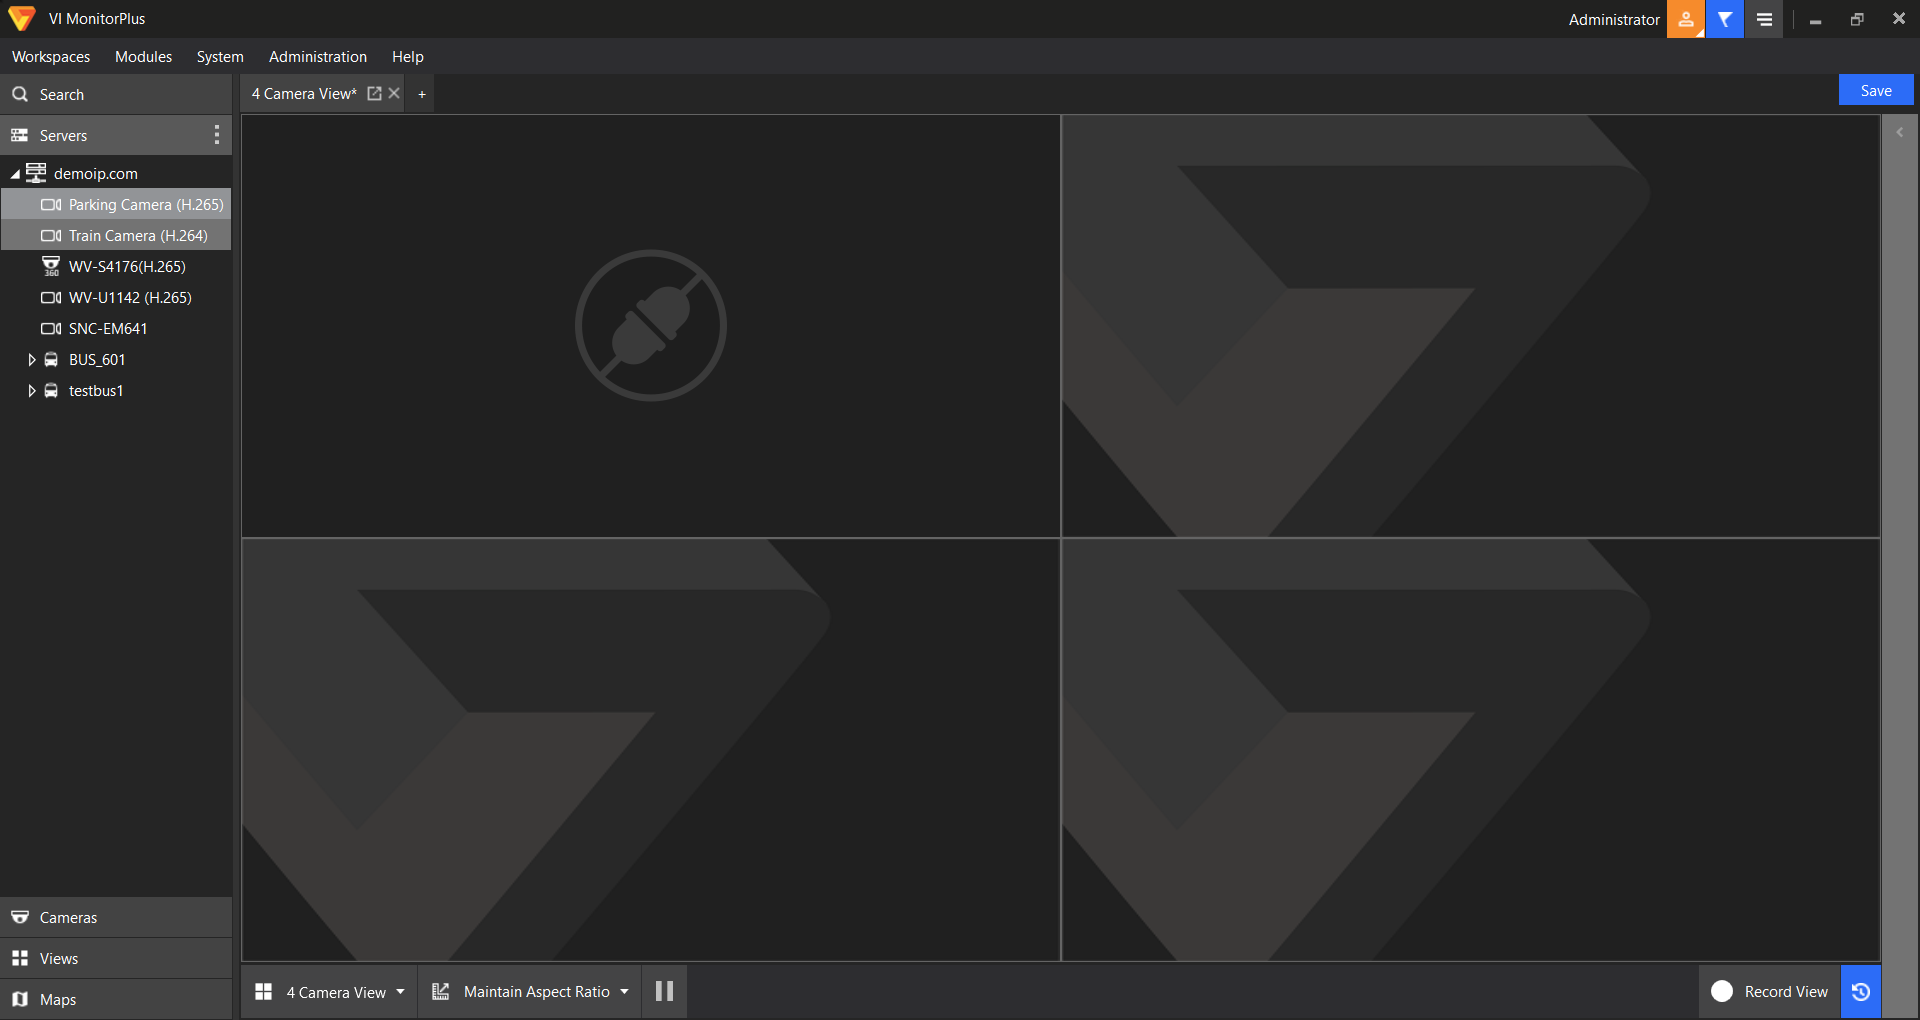 VI MonitorPlus
Administrator
Workspaces Modules System Administration Help
Search
4 Camera View* +
Save
Servers
demoip.com
Parking Camera (H.265)
Train Camera (H.264)
360 WV-S4176(H.265)
WV-U1142 (H.265)
SNC-EM641
BUS_601
testbus1
Cameras
Views
Maps
4 Camera View Maintain Aspect Ratio Record View